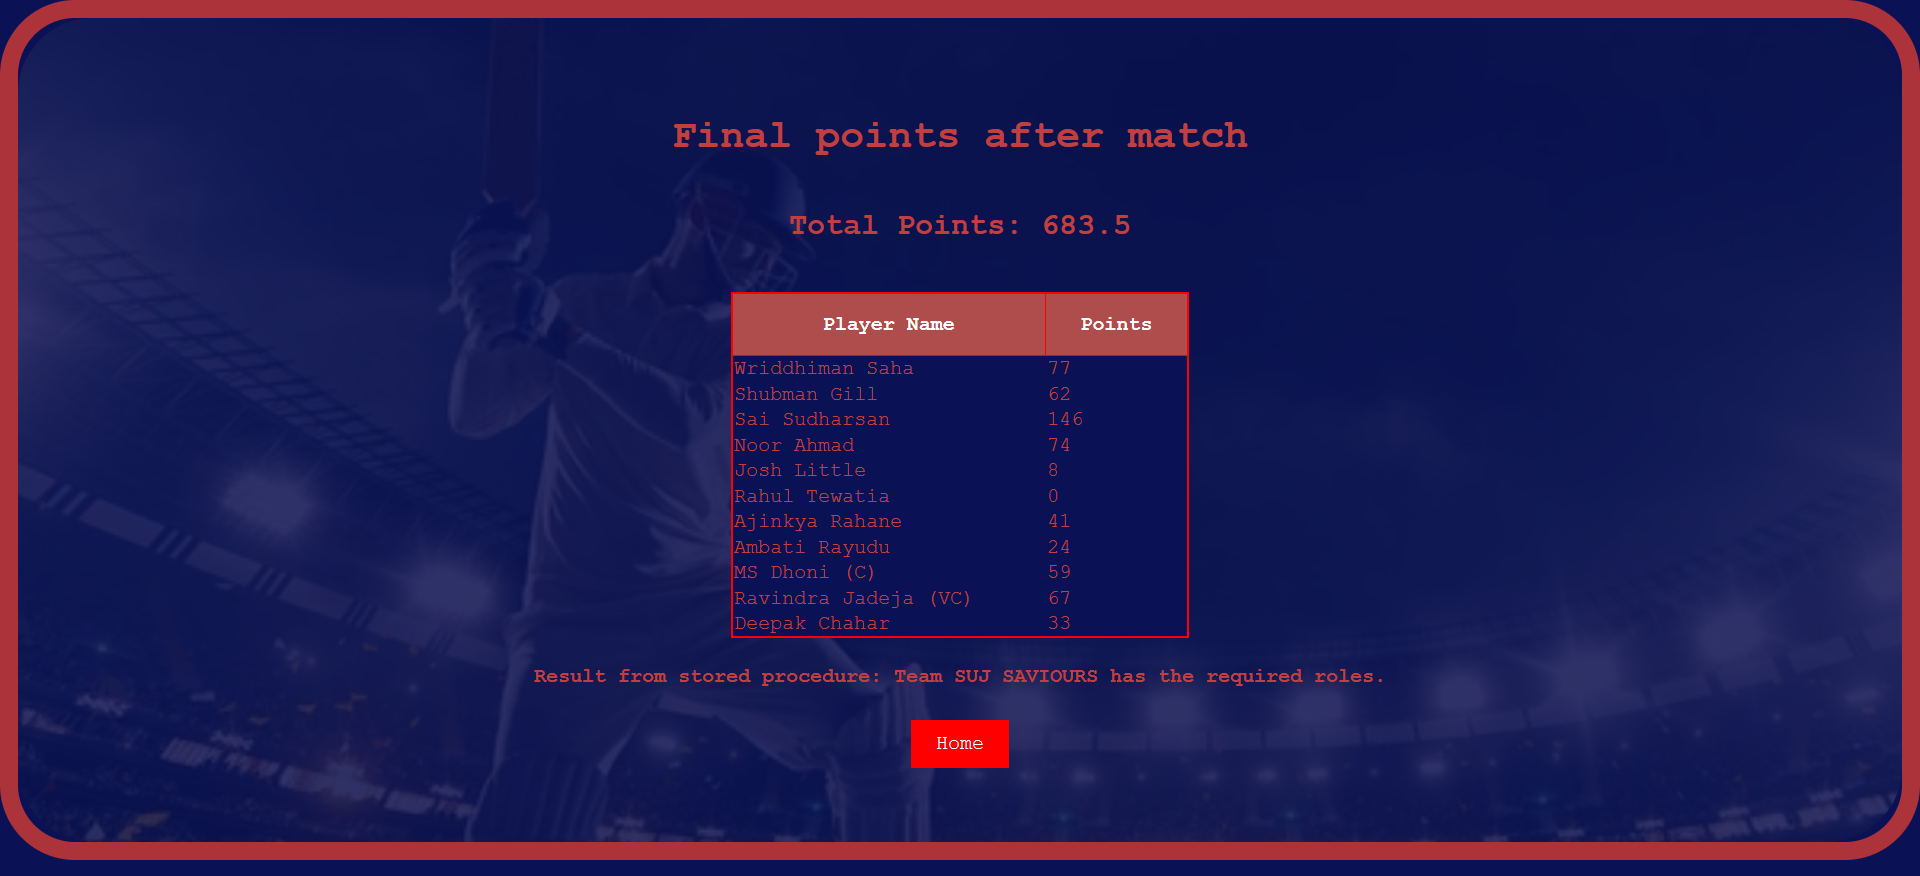 Final points after match
Total Points: 683.5
Player Name Points
Wriddhiman Saha 77
Shubman Gill 62
Sai Sudharsan 146
Noor Ahmad 74
Josh Little 8
Rahul Tewatia 0
Ajinkya Rahane 41
Ambati Rayudu 24
MS Dhoni (C) 59
Ravindra Jadeja (VC) 67
Deepak Chahar 33
Result from stored procedure: Team SUJ SAVIOURS has the required roles.
Home